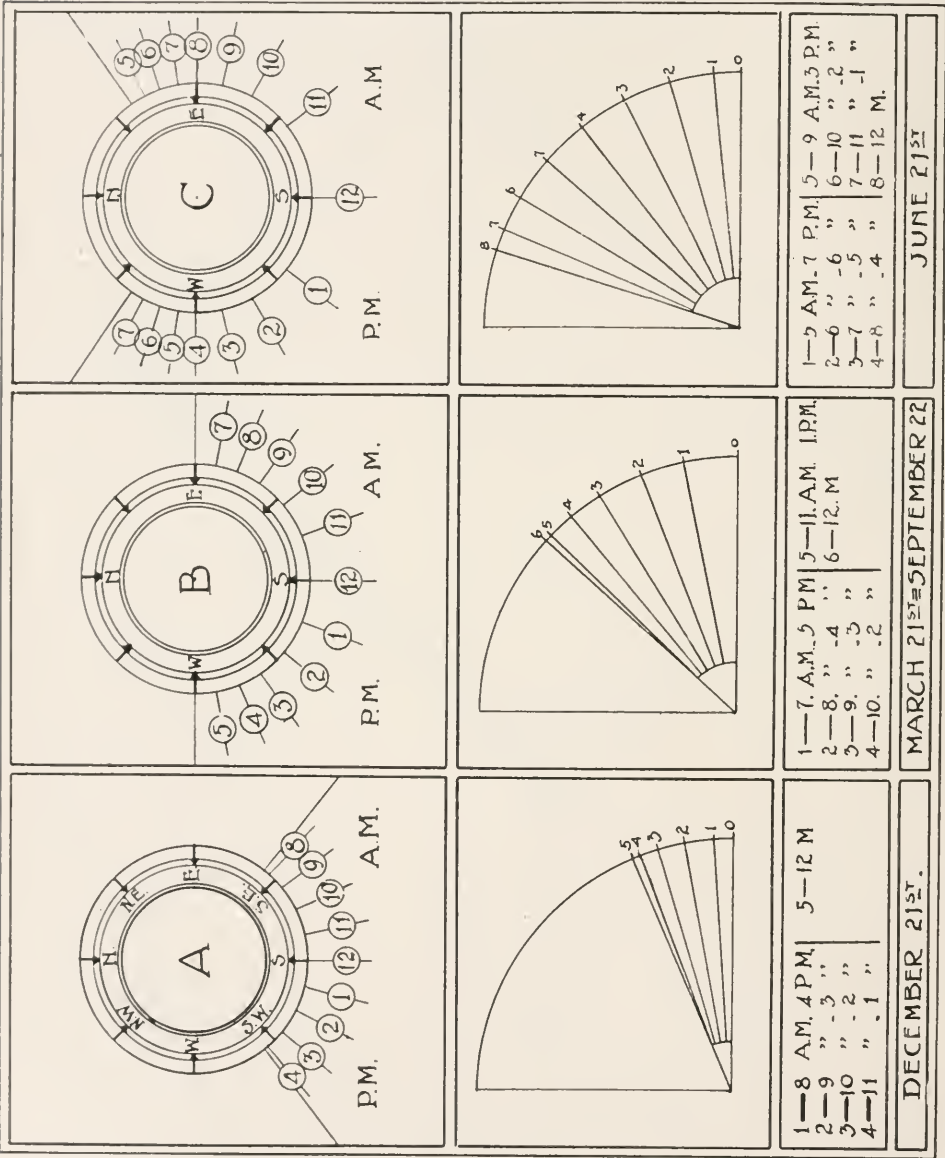 N
NW NE
A
W E
S.W. S.E.
S
4 3 2 1 12 11 10 9 8
P.M. A.M.
N
B
W E
S
5 4 3 2 1 12 11 10 9 8 7
P.M. A.M.
N
C
W E
S
7 6 5 4 3 2 1 12 11 10 9 8 7 6 5
P.M. A.M
5
4
3
2
1
0
6
5
4
3
2
1
0
8
7
6
7
4
3
2
1
0
1—8 A.M. 4 P M, 5—12 M
2—9 " - 3 "
3—10 " - 2 "
4—11 " - 1 "
1—7. A.M. 5 PM 5—11. A.M. 1.P.M.
2—8. " - 4 " 6—12. M
3—9. " - 3 "
4—10. " - 2 "
1—5 A.M.-7 P.M. 5—9 A.M. 3 P.M.
2—6 " -6 " 6—10 " -2 "
3—7 " -5 " 7—11 " -1 "
4—8 " -4 " 8—12 M.
DECEMBER 21ST.
MARCH 21ST = SEPTEMBER 22
JUNE 21ST